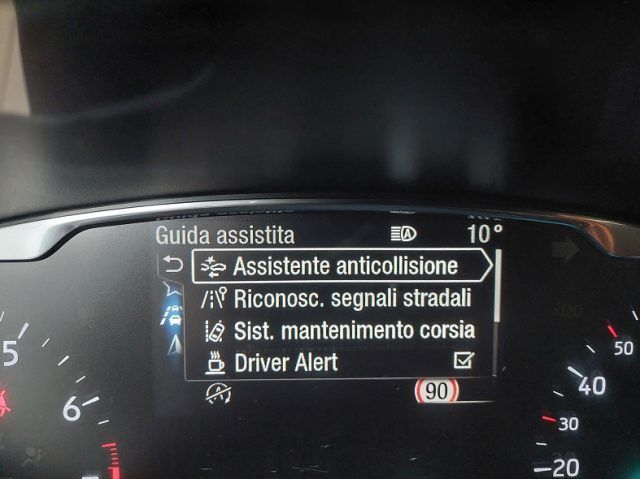 Guida assistita A 10°
Assistente anticollisione
Riconosc. segnali stradali
Sist. mantenimento corsia
Driver Alert
90
5
6
50
40
30
20